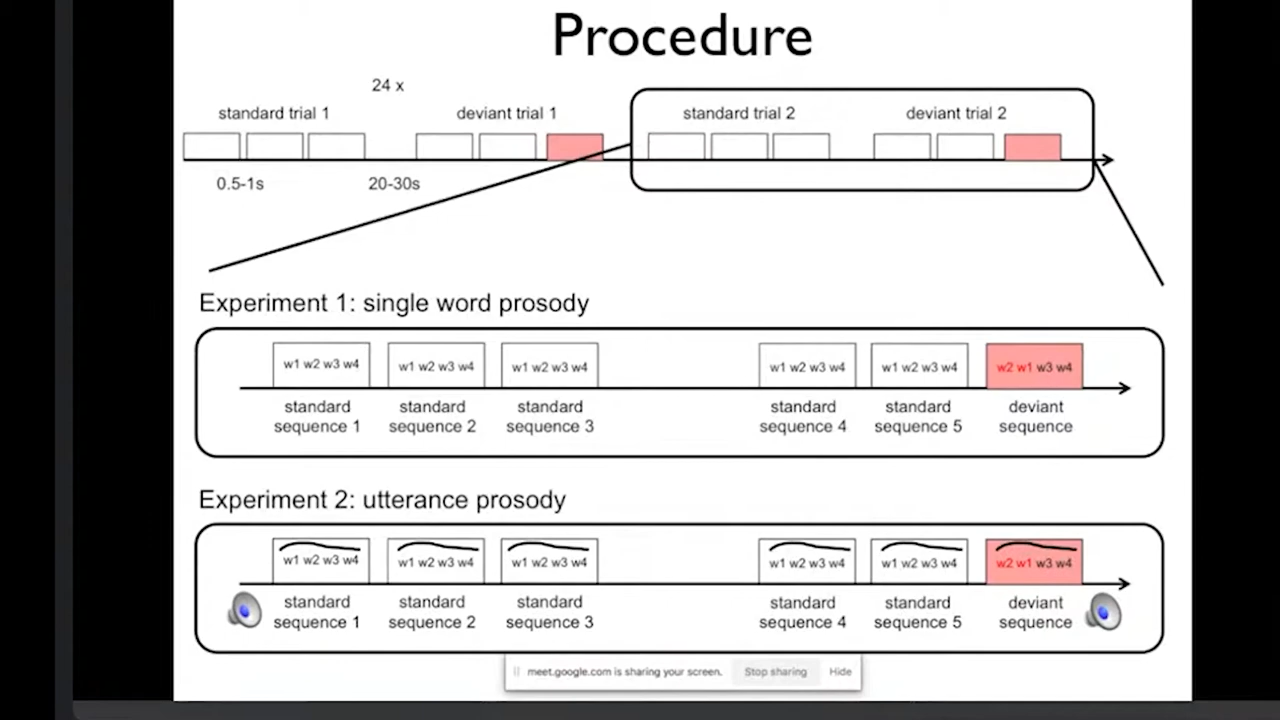 Procedure
24 x
standard trial 1
deviant trial 1
standard trial 2
deviant trial 2
0.5-1s
20-30s
Experiment 1: single word prosody
w1 w2 w3 w4
w1 w2 w3 w4
w1 w2 w3 w4
w1 w2 w3 w4
w1 w2 w3 w4
w2 w1 w3 w4
standard sequence 1
standard sequence 2
standard sequence 3
standard sequence 4
standard sequence 5
deviant sequence
Experiment 2: utterance prosody
w1 w2 w3 w4
w1 w2 w3 w4
w1 w2 w3 w4
w1 w2 w3 w4
w1 w2 w3 w4
w2 w1 w3 w4
standard sequence 1
standard sequence 2
standard sequence 3
standard sequence 4
standard sequence 5
deviant sequence
meet.google.com is sharing your screen.
Stop sharing
Hide